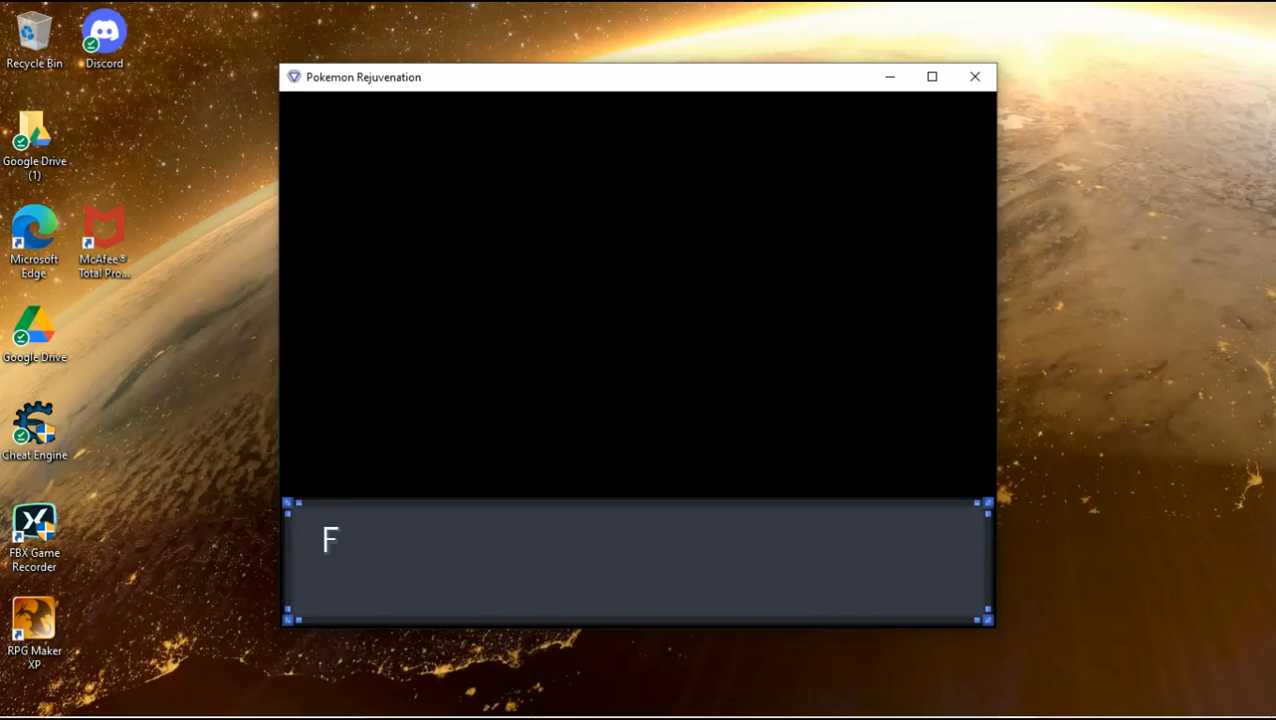 Recycle Bin
Discord
Pokemon Rejuvenation
Google Drive
(1)
Microsoft
Edge
McAfee®
Total Pro...
Google Drive
Cheat Engine
FBX Game
Recorder
RPG Maker
XP
F